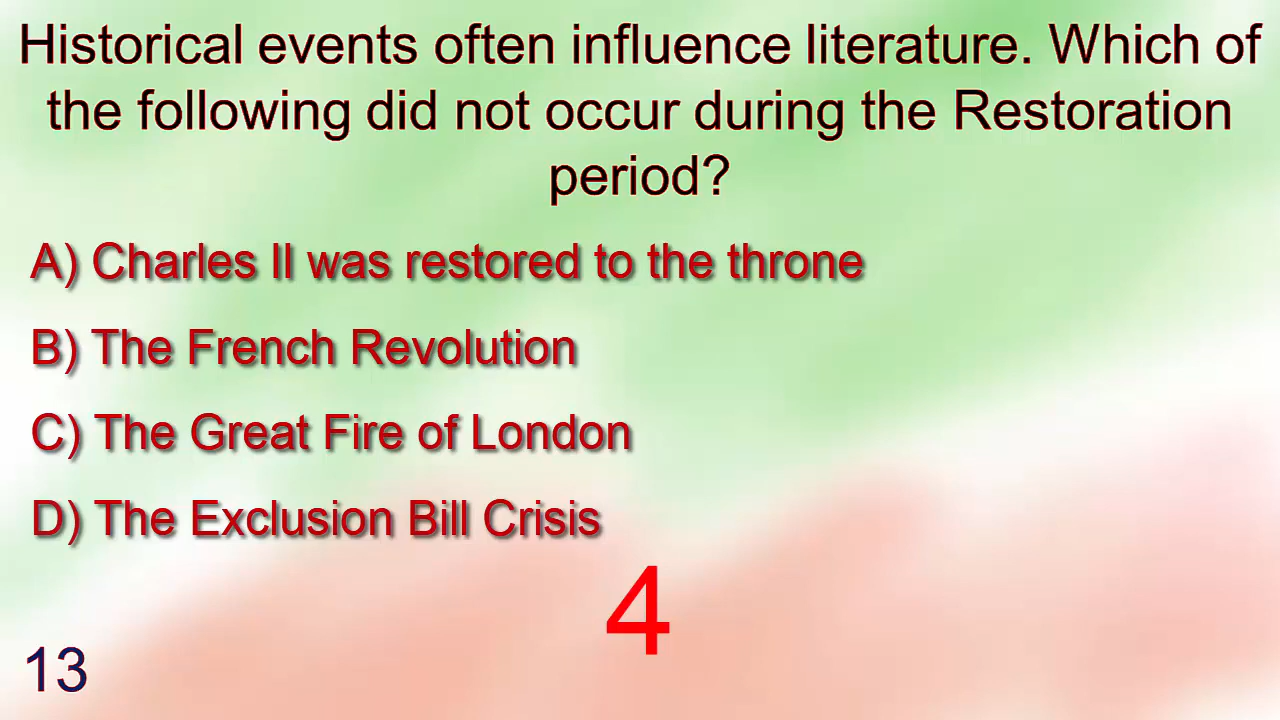 Historical events often influence literature. Which of
the following did not occur during the Restoration
period?
A) Charles II was restored to the throne
B) The French Revolution
C) The Great Fire of London
D) The Exclusion Bill Crisis
4
13